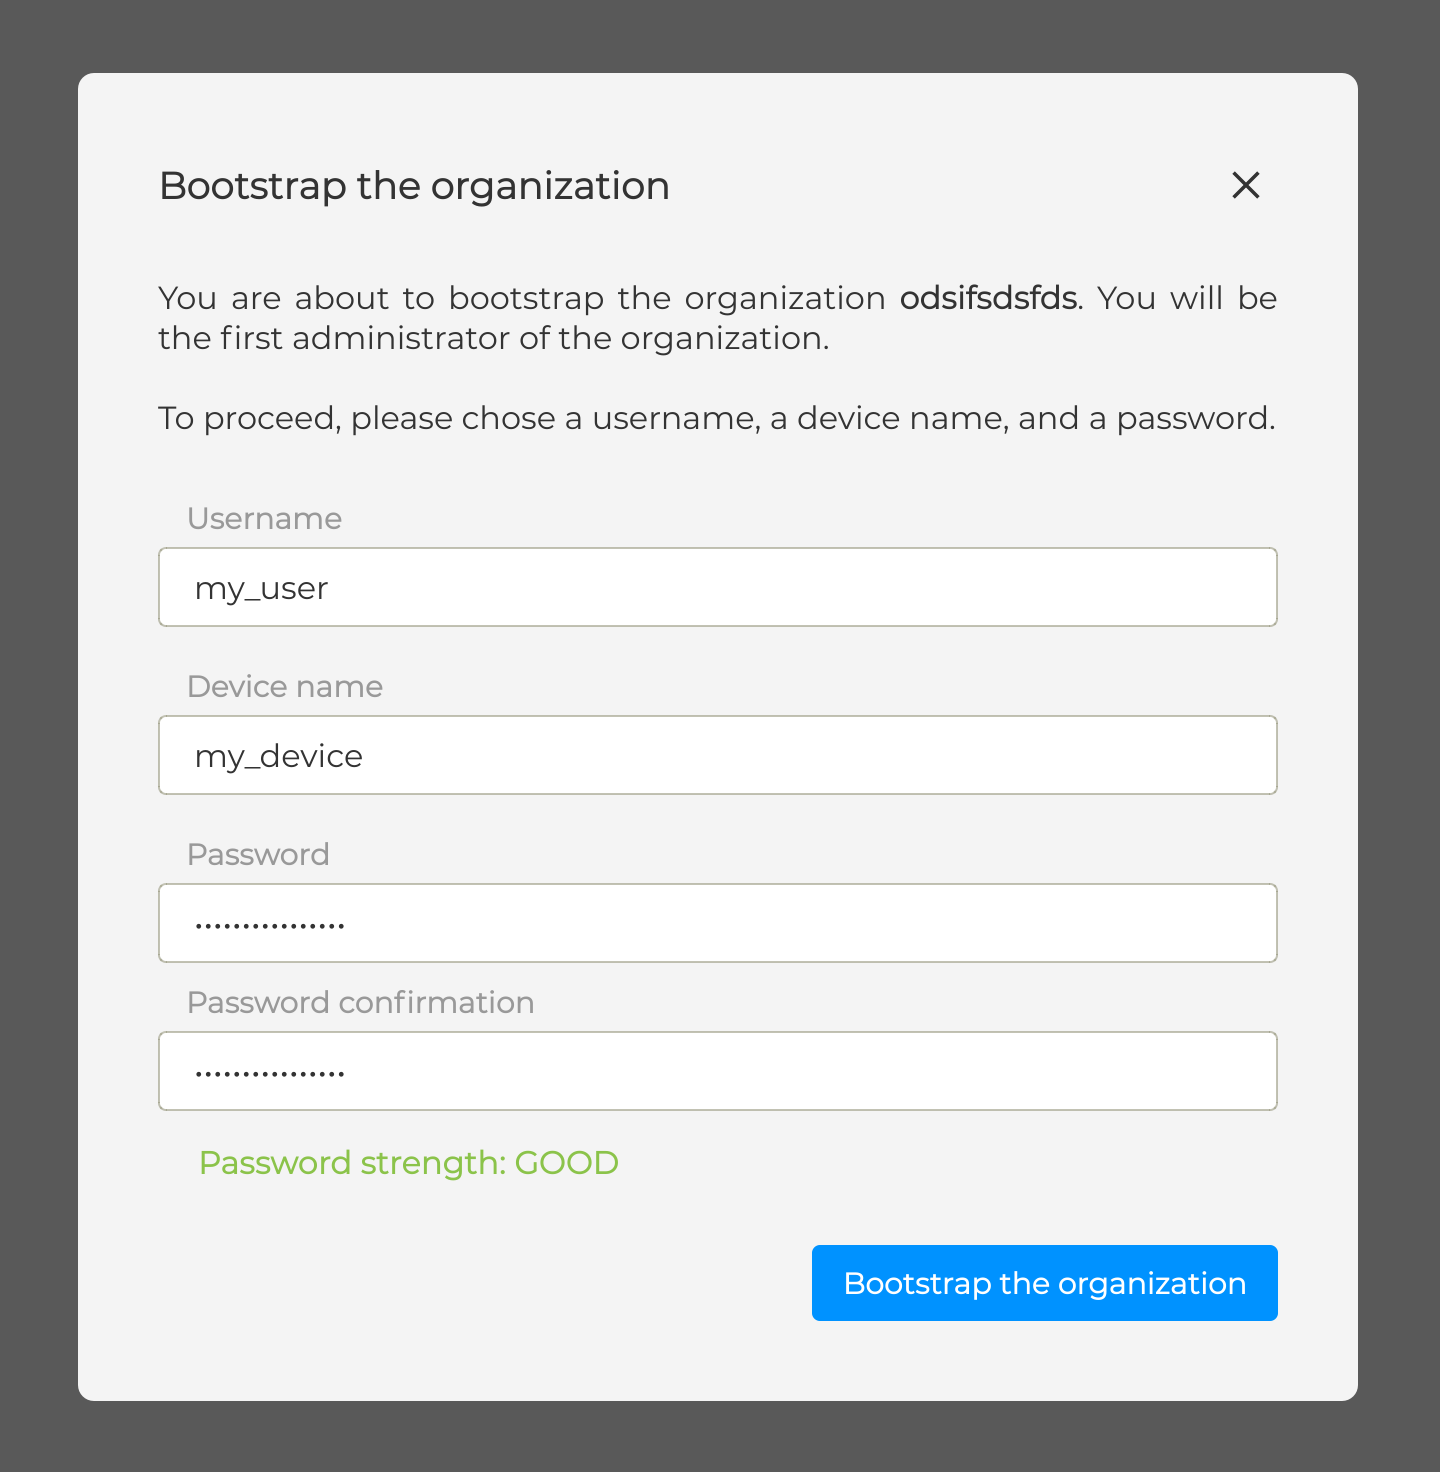 Bootstrap the organization
You are about to bootstrap the organization odsifsdsfds. You will be
the first administrator of the organization.
To proceed, please chose a username, a device name, and a password.
Username
my_user
Device name
my_device
Password
••••••••••••••••
Password confirmation
••••••••••••••••
Password strength: GOOD
Bootstrap the organization